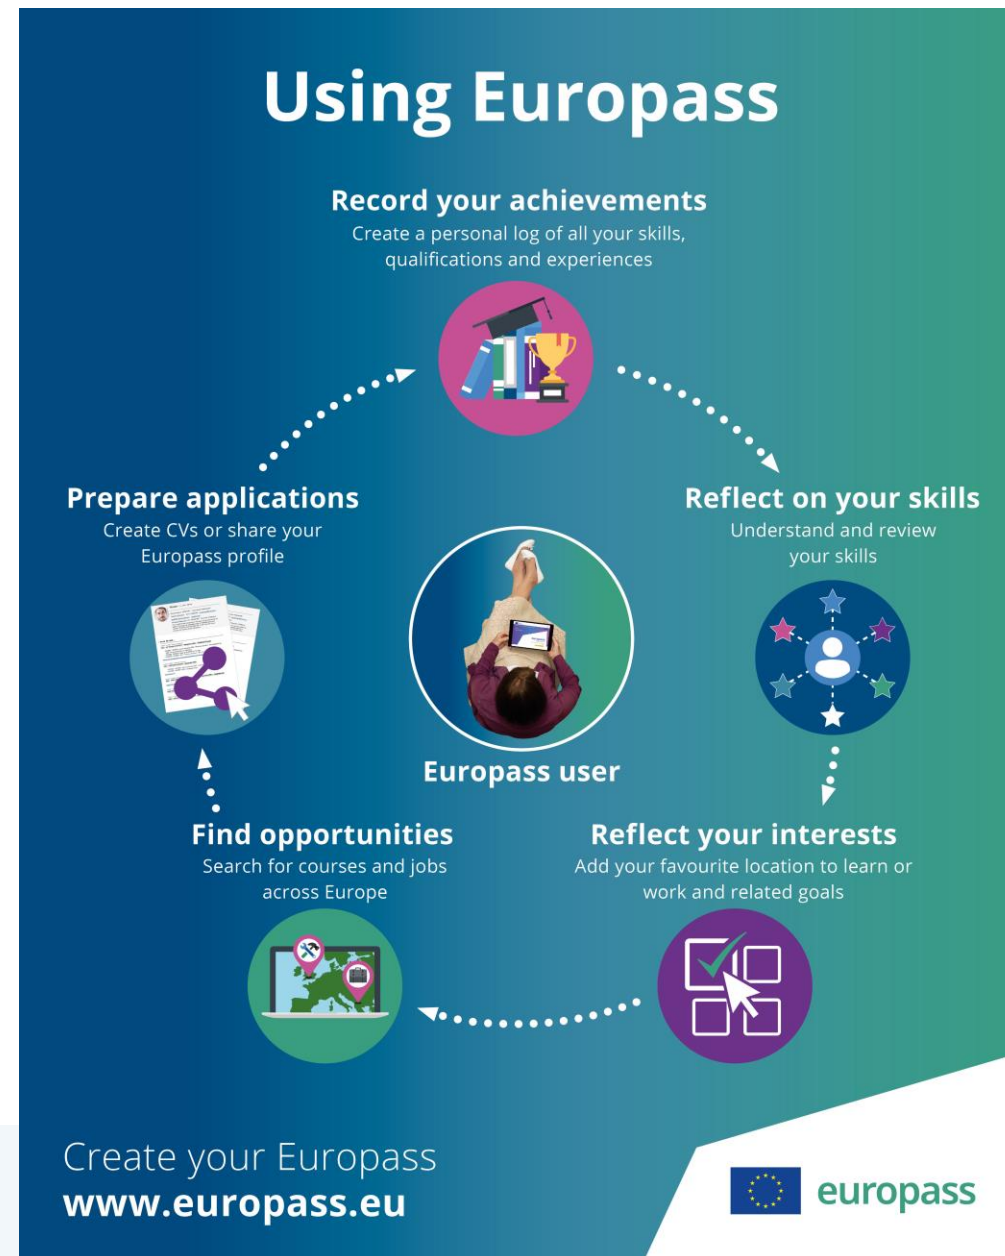 Using Europass
Record your achievements
Create a personal log of all your skills,
qualifications and experiences
Prepare applications
Create CVs or share your
Europass profile
Reflect on your skills
Understand and review
your skills
Europass user
Find opportunities
Search for courses and jobs
across Europe
Reflect your interests
Add your favourite location to learn or
work and related goals
Create your Europass
www.europass.eu
europass